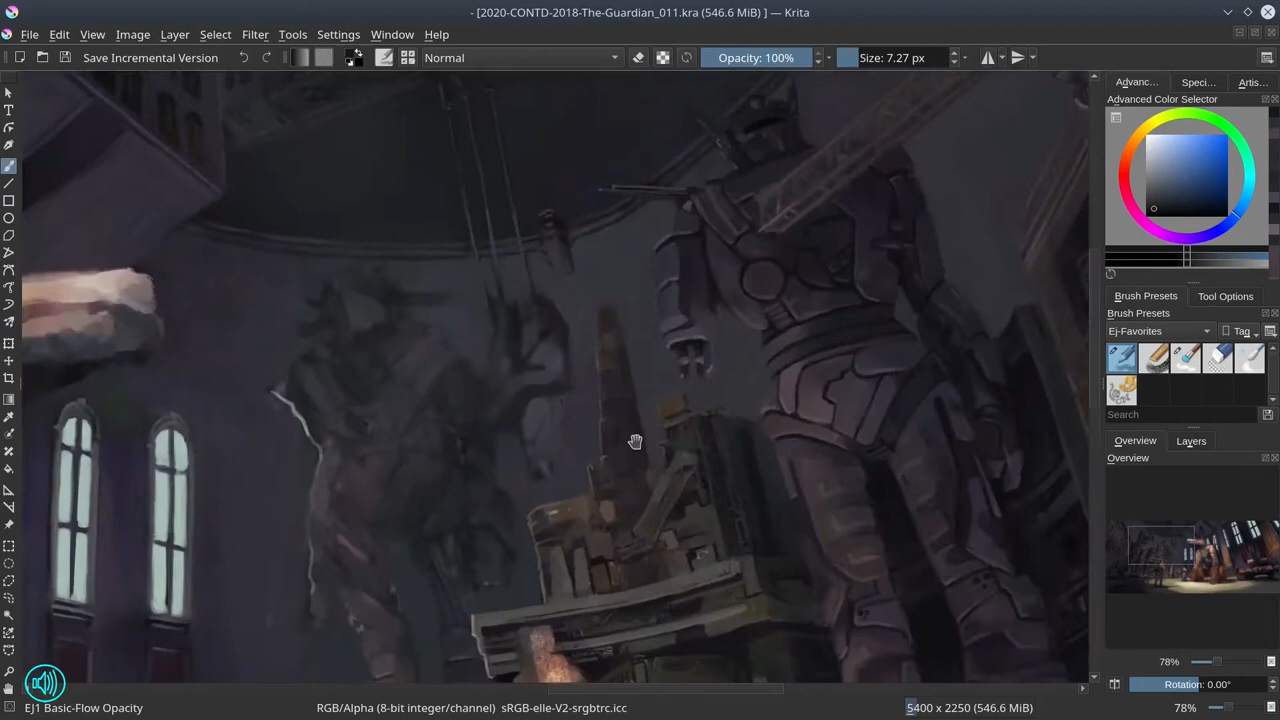 - [2020-CONTD-2018-The-Guardian_011.kra (546.6 MiB) ] — Krita
File Edit View Image Layer Select Filter Tools Settings Window Help
Save Incremental Version Normal Opacity: 100% Size: 7.27 px
Advanc... Speci... Artis...
Advanced Color Selector
Brush Presets Tool Options
Brush Presets
Ej-Favorites Tag
Search
Overview Layers
Overview
78%
Rotation: 0.00°
EJ1 Basic-Flow Opacity RGB/Alpha (8-bit integer/channel) sRGB-elle-V2-srgbtrc.icc 5400 x 2250 (546.6 MiB) 78%